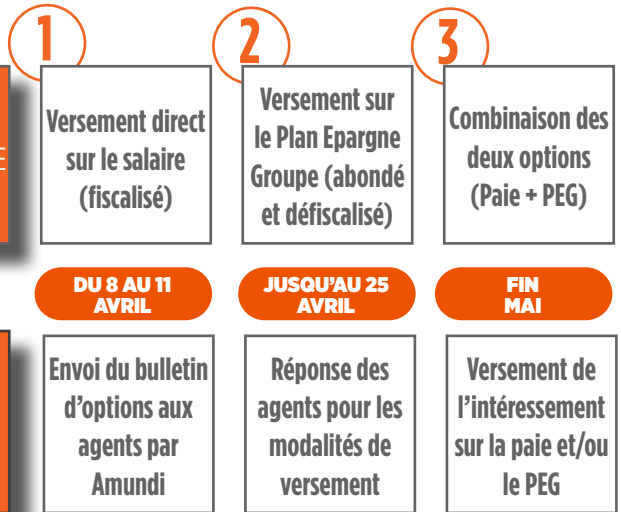 1
Versement direct
sur le salaire
(fiscalisé)
2
Versement sur
le Plan Epargne
Groupe (abondé
et défiscalisé)
3
Combinaison des
deux options
(Paie + PEG)
E
DU 8 AU 11
AVRIL
JUSQU'AU 25
AVRIL
FIN
MAI
Envoi du bulletin
d'options aux
agents par
Amundi
Réponse des
agents pour les
modalités de
versement
Versement de
l'intéressement
sur la paie et/ou
le PEG